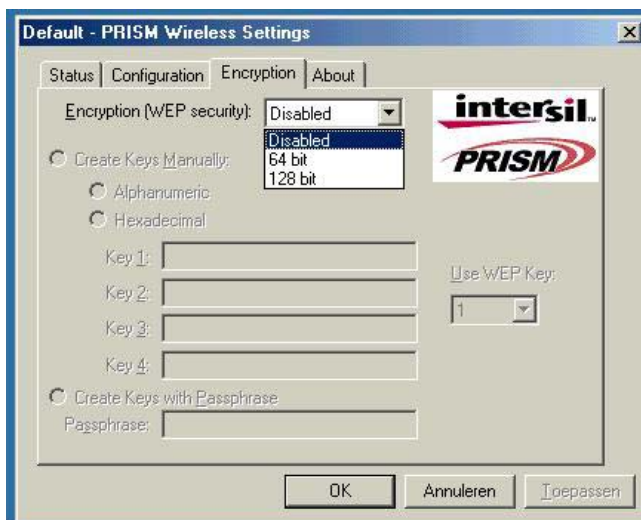 Default - PRISM Wireless Settings
Status Configuration Encryption About
Encryption (WEP security): Disabled
Disabled
64 bit
128 bit
intersil
PRISM
Create Keys Manually:
Alphanumeric
Hexadecimal
Key 1:
Key 2:
Key 3:
Key 4:
Use WEP Key:
1
Create Keys with Passphrase
Passphrase:
OK Annuleren Toepassen